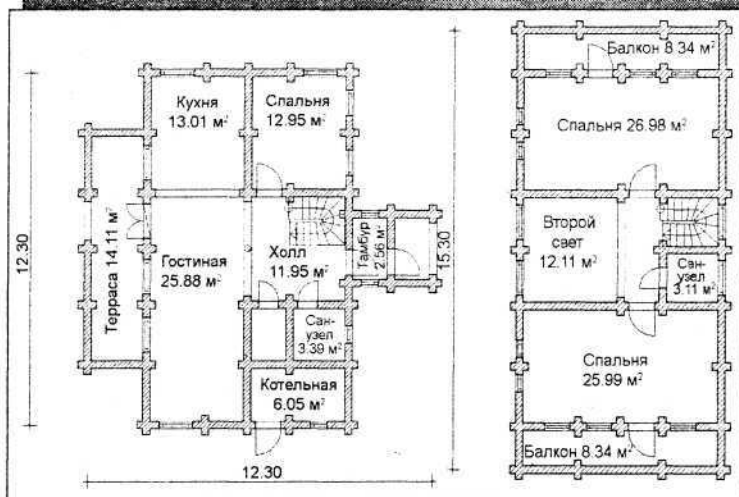 Кухня
13.01 м²
Спальня
12.95 м²
Терраса 14.11 м²
Гостиная
25.88 м²
Холл
11.95 м²
Тамбур
2.56 м²
Сан-
узел
3.39 м²
Котельная
6.05 м²
12.30
12.30
15.30
Балкон 8.34 м²
Спальня 26.98 м²
Второй
свет
12.11 м²
Сан-
узел
3.11 м²
Спальня
25.99 м²
Балкон 8.34 м²